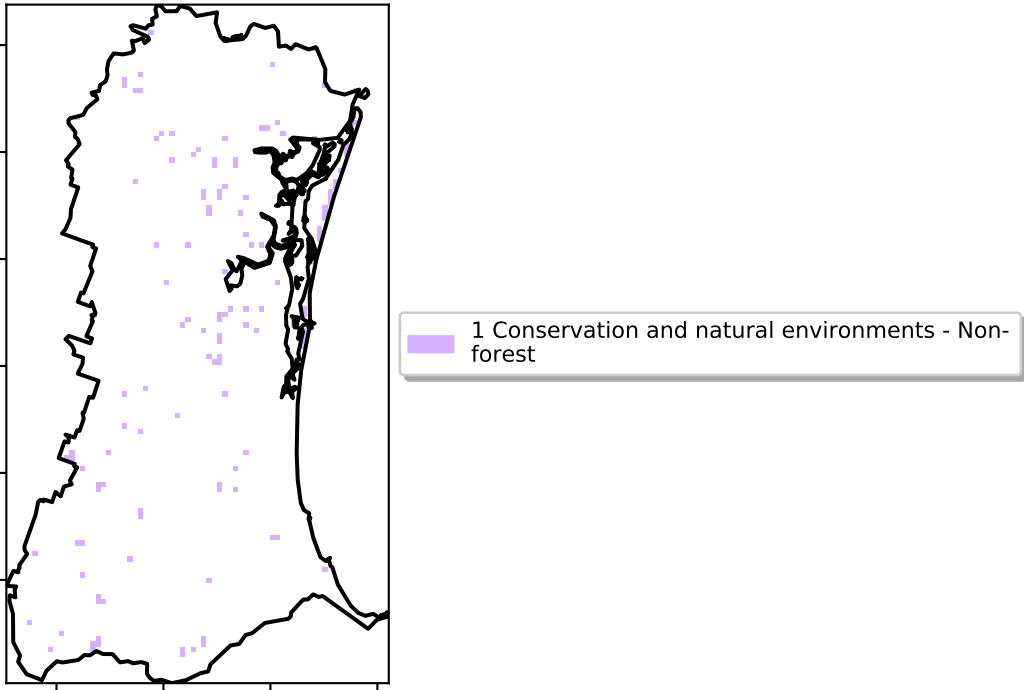 1 Conservation and natural environments - Non-
forest